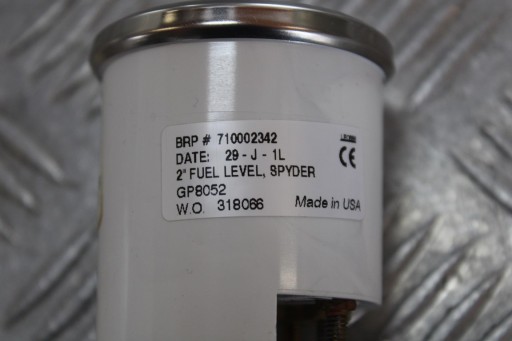 BRP # 710002342
DATE: 29 - J - 1L
2" FUEL LEVEL, SPYDER
GP8052
W.O. 318066 Made in USA
CE